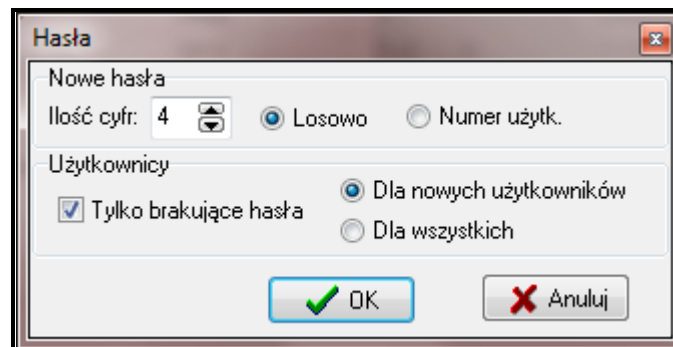 Hasła
Nowe hasła
Ilość cyfr: 4 Losowo Numer użytk.
Użytkownicy
Tylko brakujące hasła
Dla nowych użytkowników
Dla wszystkich
OK Anuluj